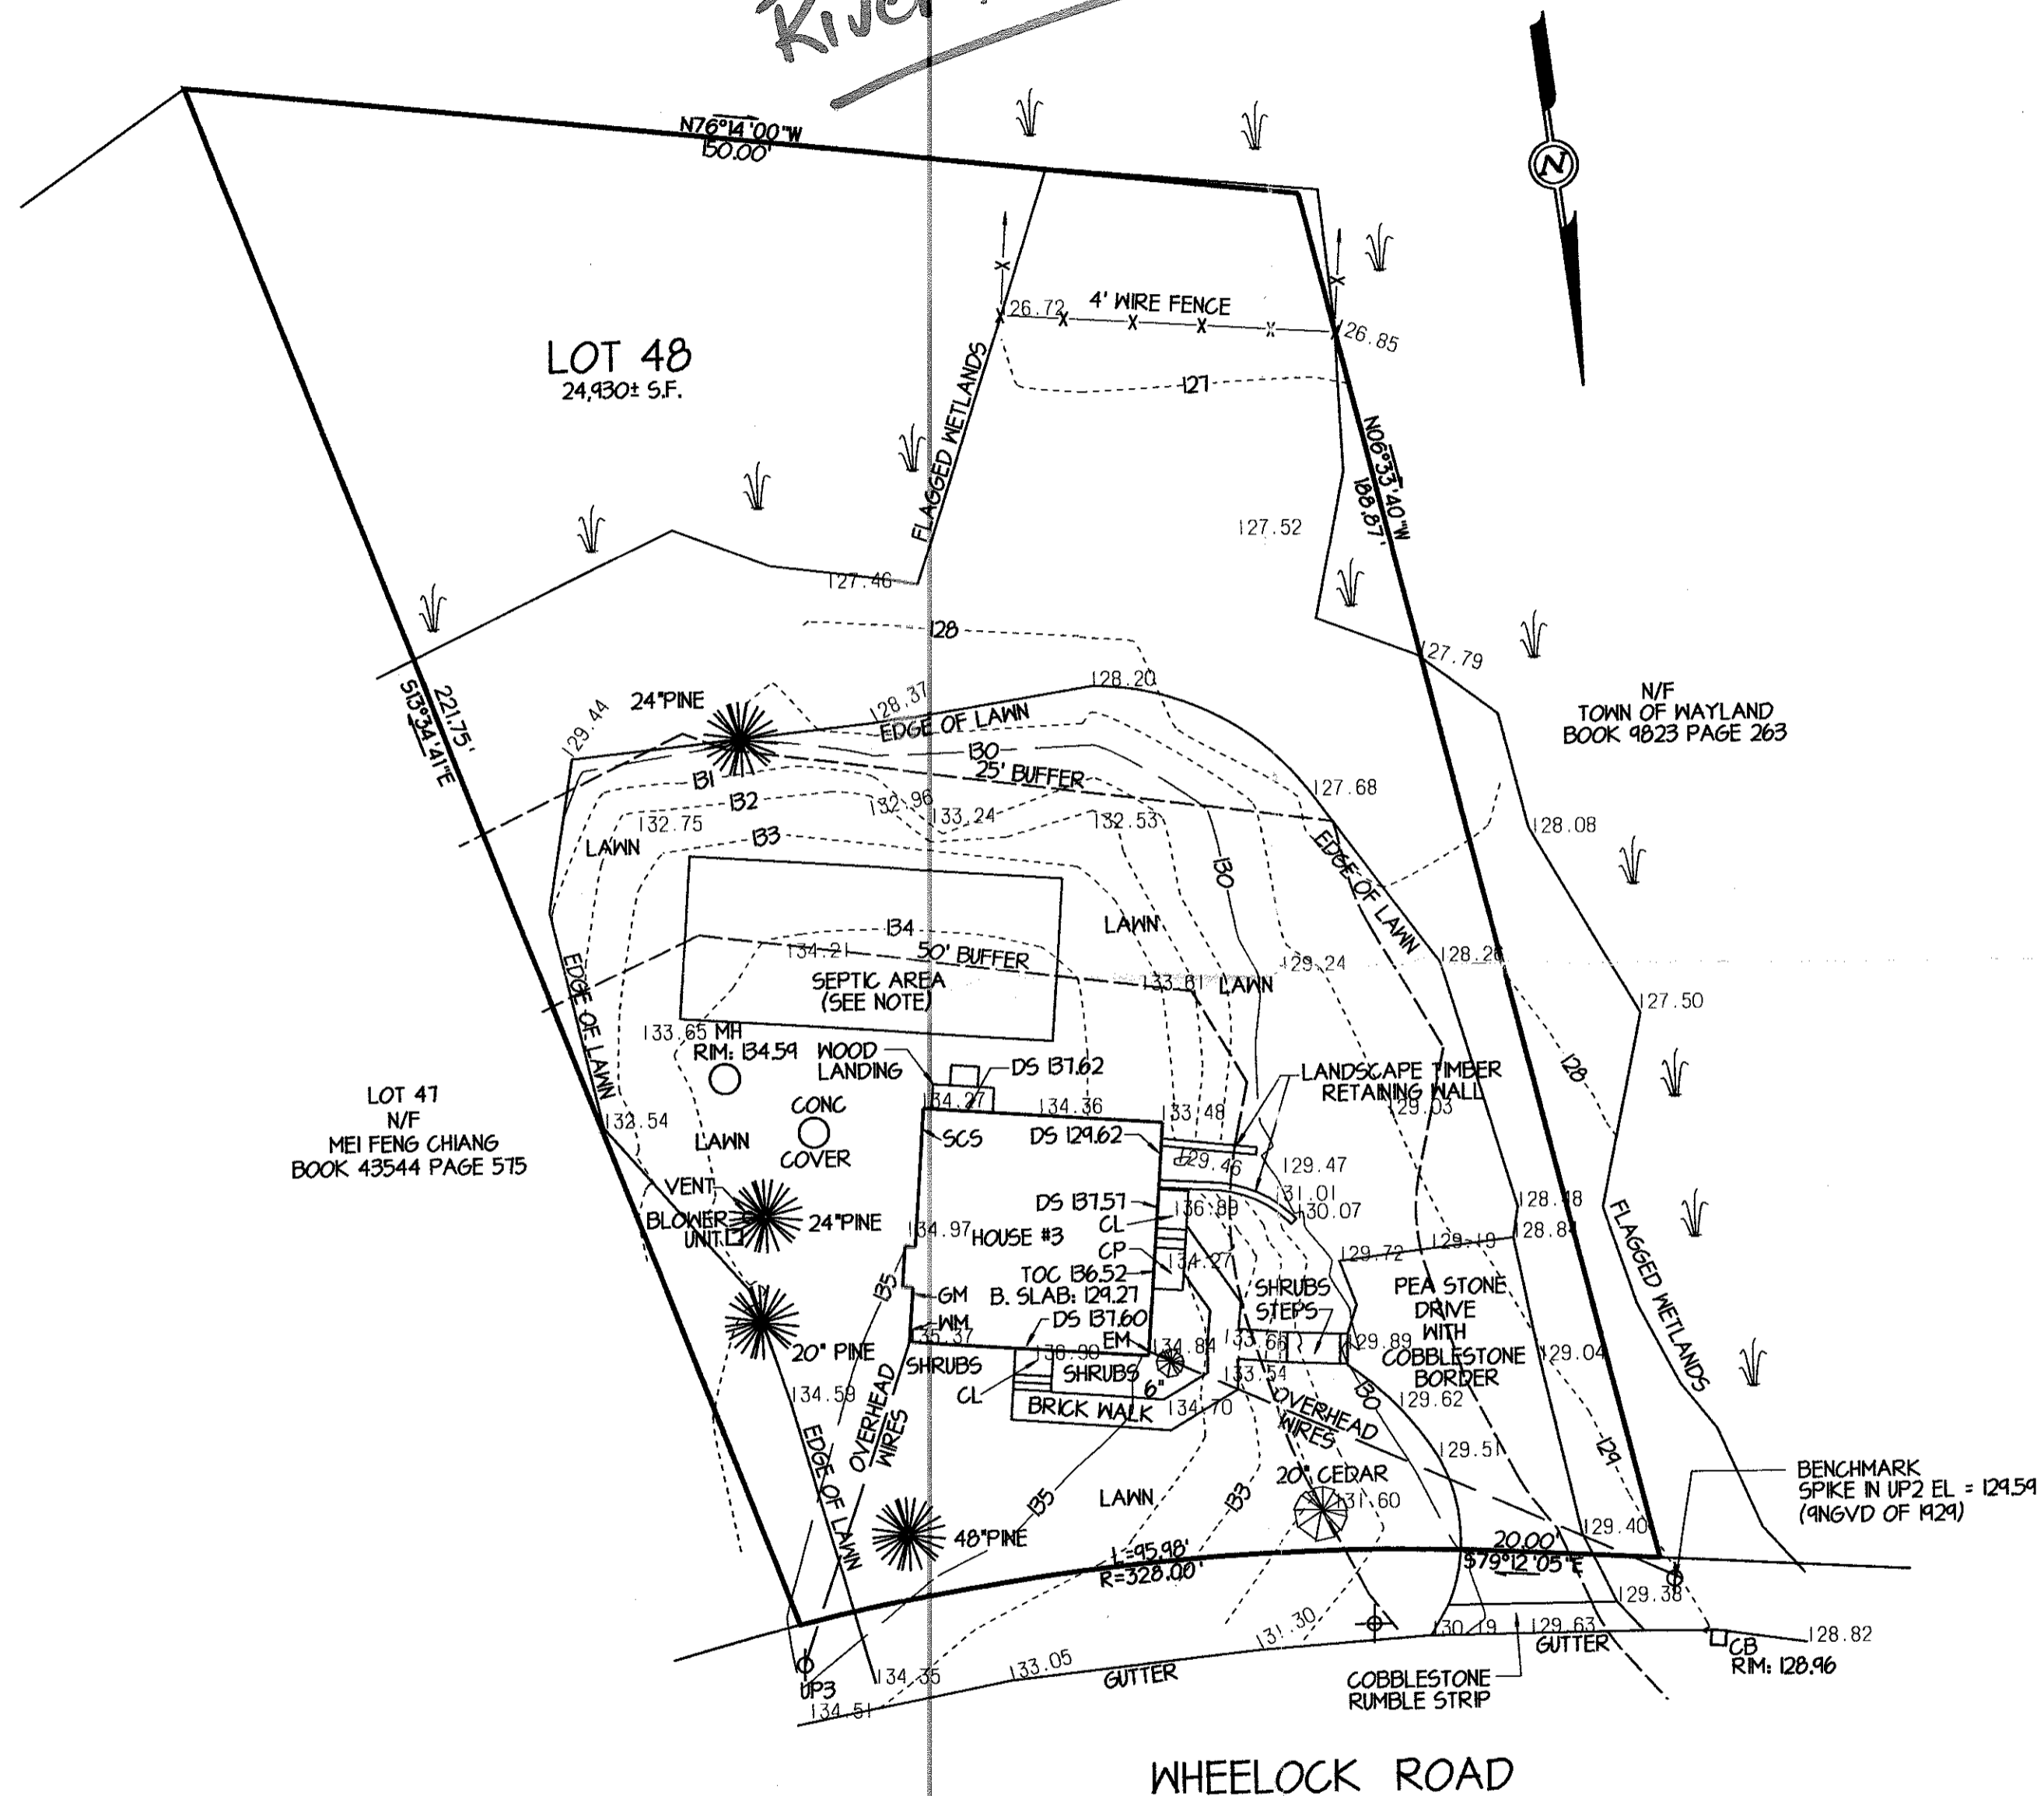 River
N
N76°14'00"W
150.00'
4' WIRE FENCE
126.72
126.85
LOT 48
24,930± S.F.
127
FLAGGED WETLANDS
N06°33'40"W
188.87'
127.52
127.46
128
127.79
N/F
TOWN OF WAYLAND
BOOK 9823 PAGE 263
221.75'
S13°34'41"E
24"PINE
129.44
128.37
128.20
EDGE OF LAWN
130
25' BUFFER
131
132
132.96
133.24
132.53
132.75
133
127.68
128.08
LAWN
130
EDGE OF LAWN
LAWN
134
134.21
50' BUFFER
SEPTIC AREA
(SEE NOTE)
133.61
LAWN
129.24
128.26
127.50
EDGE OF LAWN
133.65
MH
RIM: 134.59
WOOD
LANDING
DS 137.62
LANDSCAPE TIMBER
RETAINING WALL
128
129.03
LOT 47
N/F
MEI FENG CHIANG
BOOK 43544 PAGE 575
132.54
CONC
COVER
LAWN
134.27
134.36
133.48
SCS
DS 129.62
129.46
129.47
VENT
BLOWER
UNIT
24"PINE
134.97
HOUSE #3
DS 137.57
136.89
131.01
130.07
CL
CP
134.27
128.48
128.84
129.72
129.19
FLAGGED WETLANDS
TOC 136.52
B. SLAB: 129.27
DS 137.60
EM
GM
WM
135
135.37
SHRUBS
STEPS
PEA STONE
DRIVE
WITH
COBBLESTONE
BORDER
129.04
20" PINE
SHRUBS
SHRUBS
134.84
133.66
129.89
133.54
6"
CL
BRICK WALK
134.70
134.59
OVERHEAD
WIRES
OVERHEAD
WIRES
130
129.62
129.51
EDGE OF LAWN
48"PINE
135
LAWN
133
20" CEDAR
131.60
129
BENCHMARK
SPIKE IN UP2 EL = 129.59
(9NGVD OF 1929)
129.40
L=95.98'
R=328.00'
20.00'
S79°12'05"E
129.38
131.30
130.19
129.63
GUTTER
CB
RIM: 128.96
128.82
133.05
GUTTER
COBBLESTONE
RUMBLE STRIP
134.35
UP3
134.51
WHEELOCK ROAD